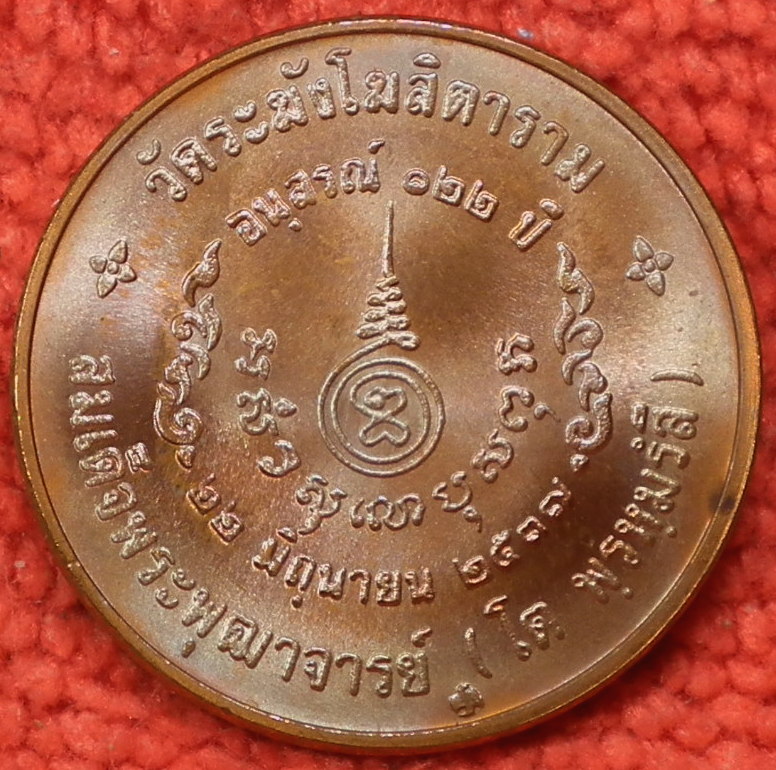 วัดระฆังโฆสิตาราม
อนุสรณ์ ๑๒๒ ปี
๒๒ มิถุนายน ๒๕๓๗
สมเด็จพระพุฒาจารย์ (โต พฺรหฺมรํสี)